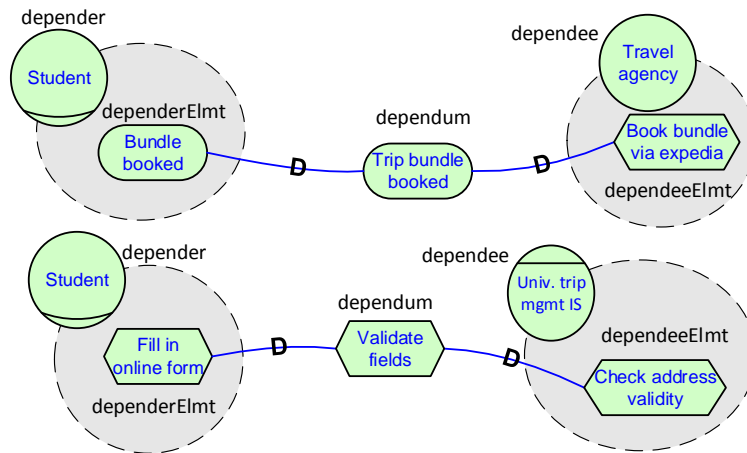 depender
Student
dependerElmt
Bundle
booked
D
dependum
Trip bundle
booked
D
dependee
Travel
agency
Book bundle
via expedia
dependeeElmt
depender
Student
Fill in
online form
dependerElmt
D
dependum
Validate
fields
D
dependee
Univ. trip
mgmt IS
dependeeElmt
Check address
validity